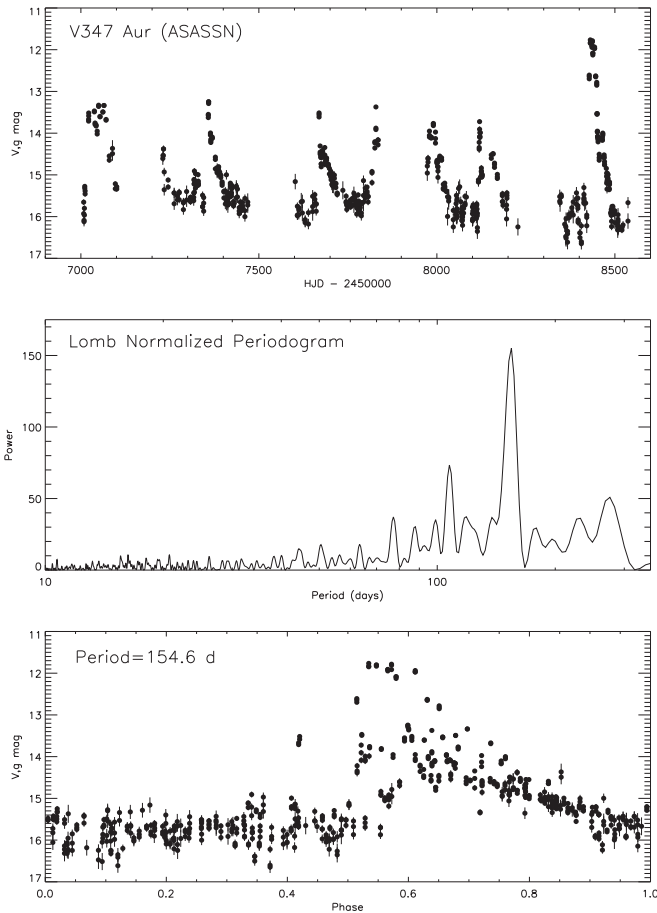 V347 Aur (ASASSN)
V,g mag
11
12
13
14
15
16
17
7000 7500 8000 8500
HJD - 2450000
Lomb Normalized Periodogram
Power
150
100
50
0
10 100
Period (days)
Period=154.6 d
V,g mag
11
12
13
14
15
16
17
0.0 0.2 0.4 0.6 0.8 1.0
Phase